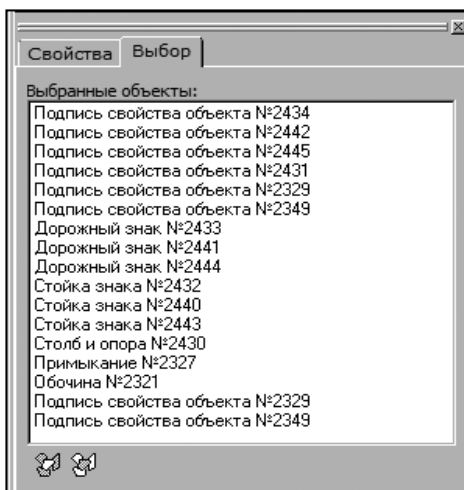 Свойства Выбор
Выбранные объекты:
Подпись свойства объекта №2434
Подпись свойства объекта №2442
Подпись свойства объекта №2445
Подпись свойства объекта №2431
Подпись свойства объекта №2329
Подпись свойства объекта №2349
Дорожный знак №2433
Дорожный знак №2441
Дорожный знак №2444
Стойка знака №2432
Стойка знака №2440
Стойка знака №2443
Столб и опора №2430
Примыкание №2327
Обочина №2321
Подпись свойства объекта №2329
Подпись свойства объекта №2349